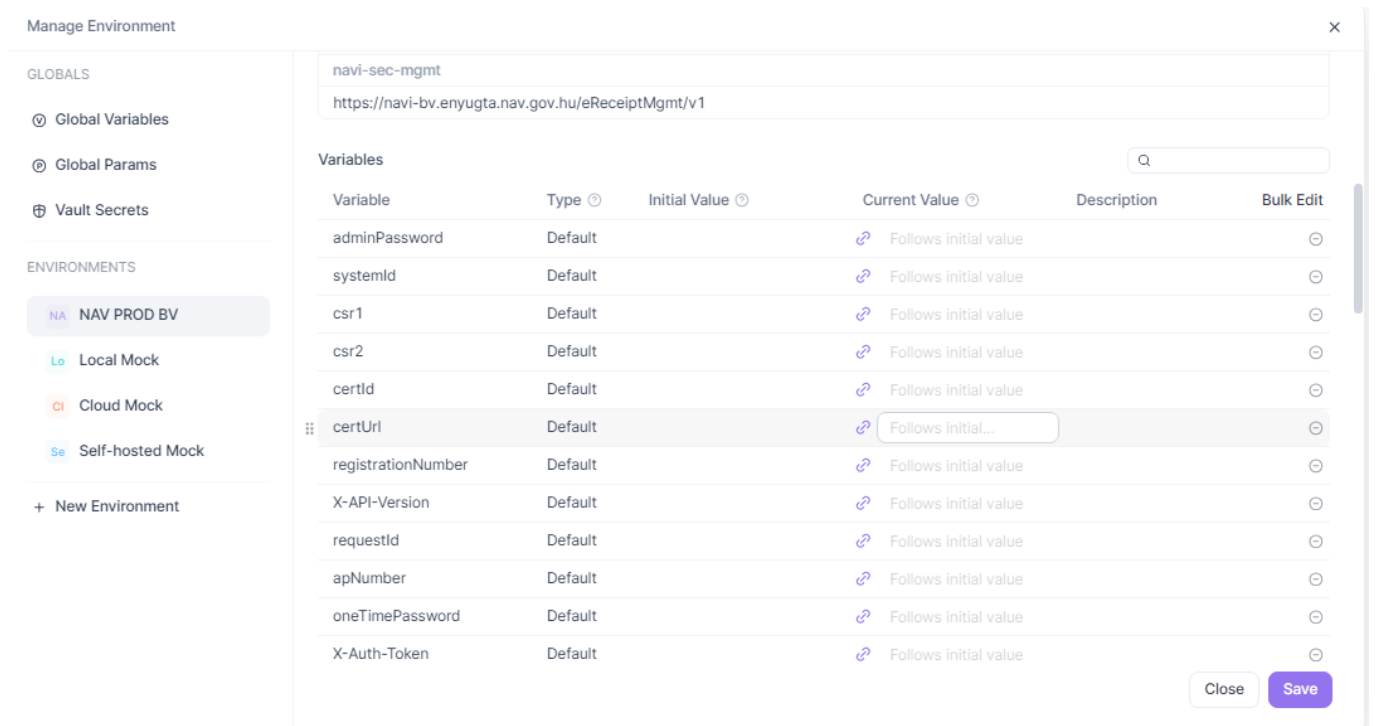 Manage Environment
GLOBALS
Global Variables
Global Params
Vault Secrets
ENVIRONMENTS
NA NAV PROD BV
Lo Local Mock
Cl Cloud Mock
Se Self-hosted Mock
+ New Environment
navi-sec-mgmt
https://navi-bv.enyugta.nav.gov.hu/eReceiptMgmt/v1
Variables
Variable Type Initial Value Current Value Description Bulk Edit
adminPassword Default Follows initial value
systemId Default Follows initial value
csr1 Default Follows initial value
csr2 Default Follows initial value
certId Default Follows initial value
certUrl Default Follows initial...
registrationNumber Default Follows initial value
X-API-Version Default Follows initial value
requestId Default Follows initial value
apNumber Default Follows initial value
oneTimePassword Default Follows initial value
X-Auth-Token Default Follows initial value
Close Save